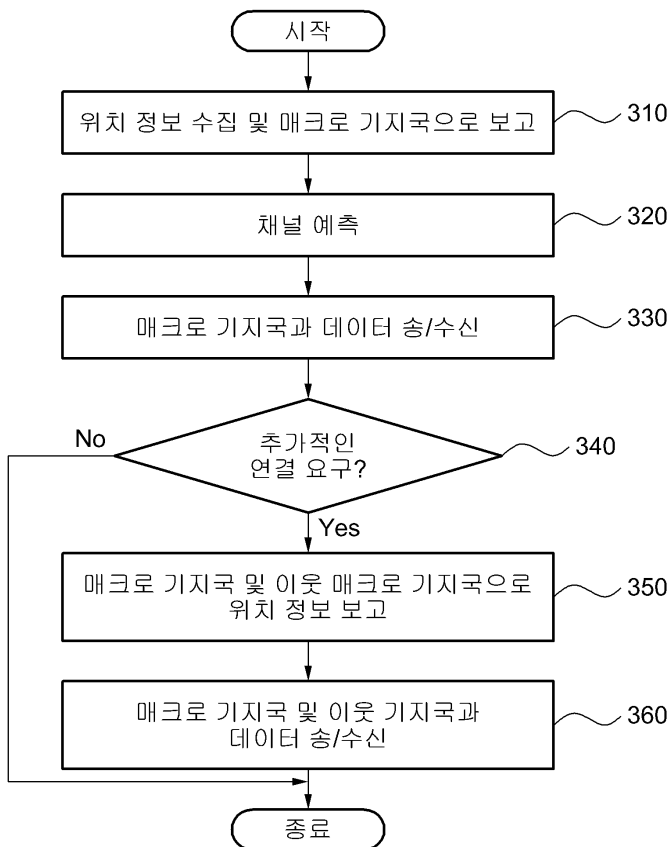 시작
위치 정보 수집 및 매크로 기지국으로 보고
310
채널 예측
320
매크로 기지국과 데이터 송/수신
330
No
추가적인
연결 요구?
340
Yes
매크로 기지국 및 이웃 매크로 기지국으로
위치 정보 보고
350
매크로 기지국 및 이웃 기지국과
데이터 송/수신
360
종료